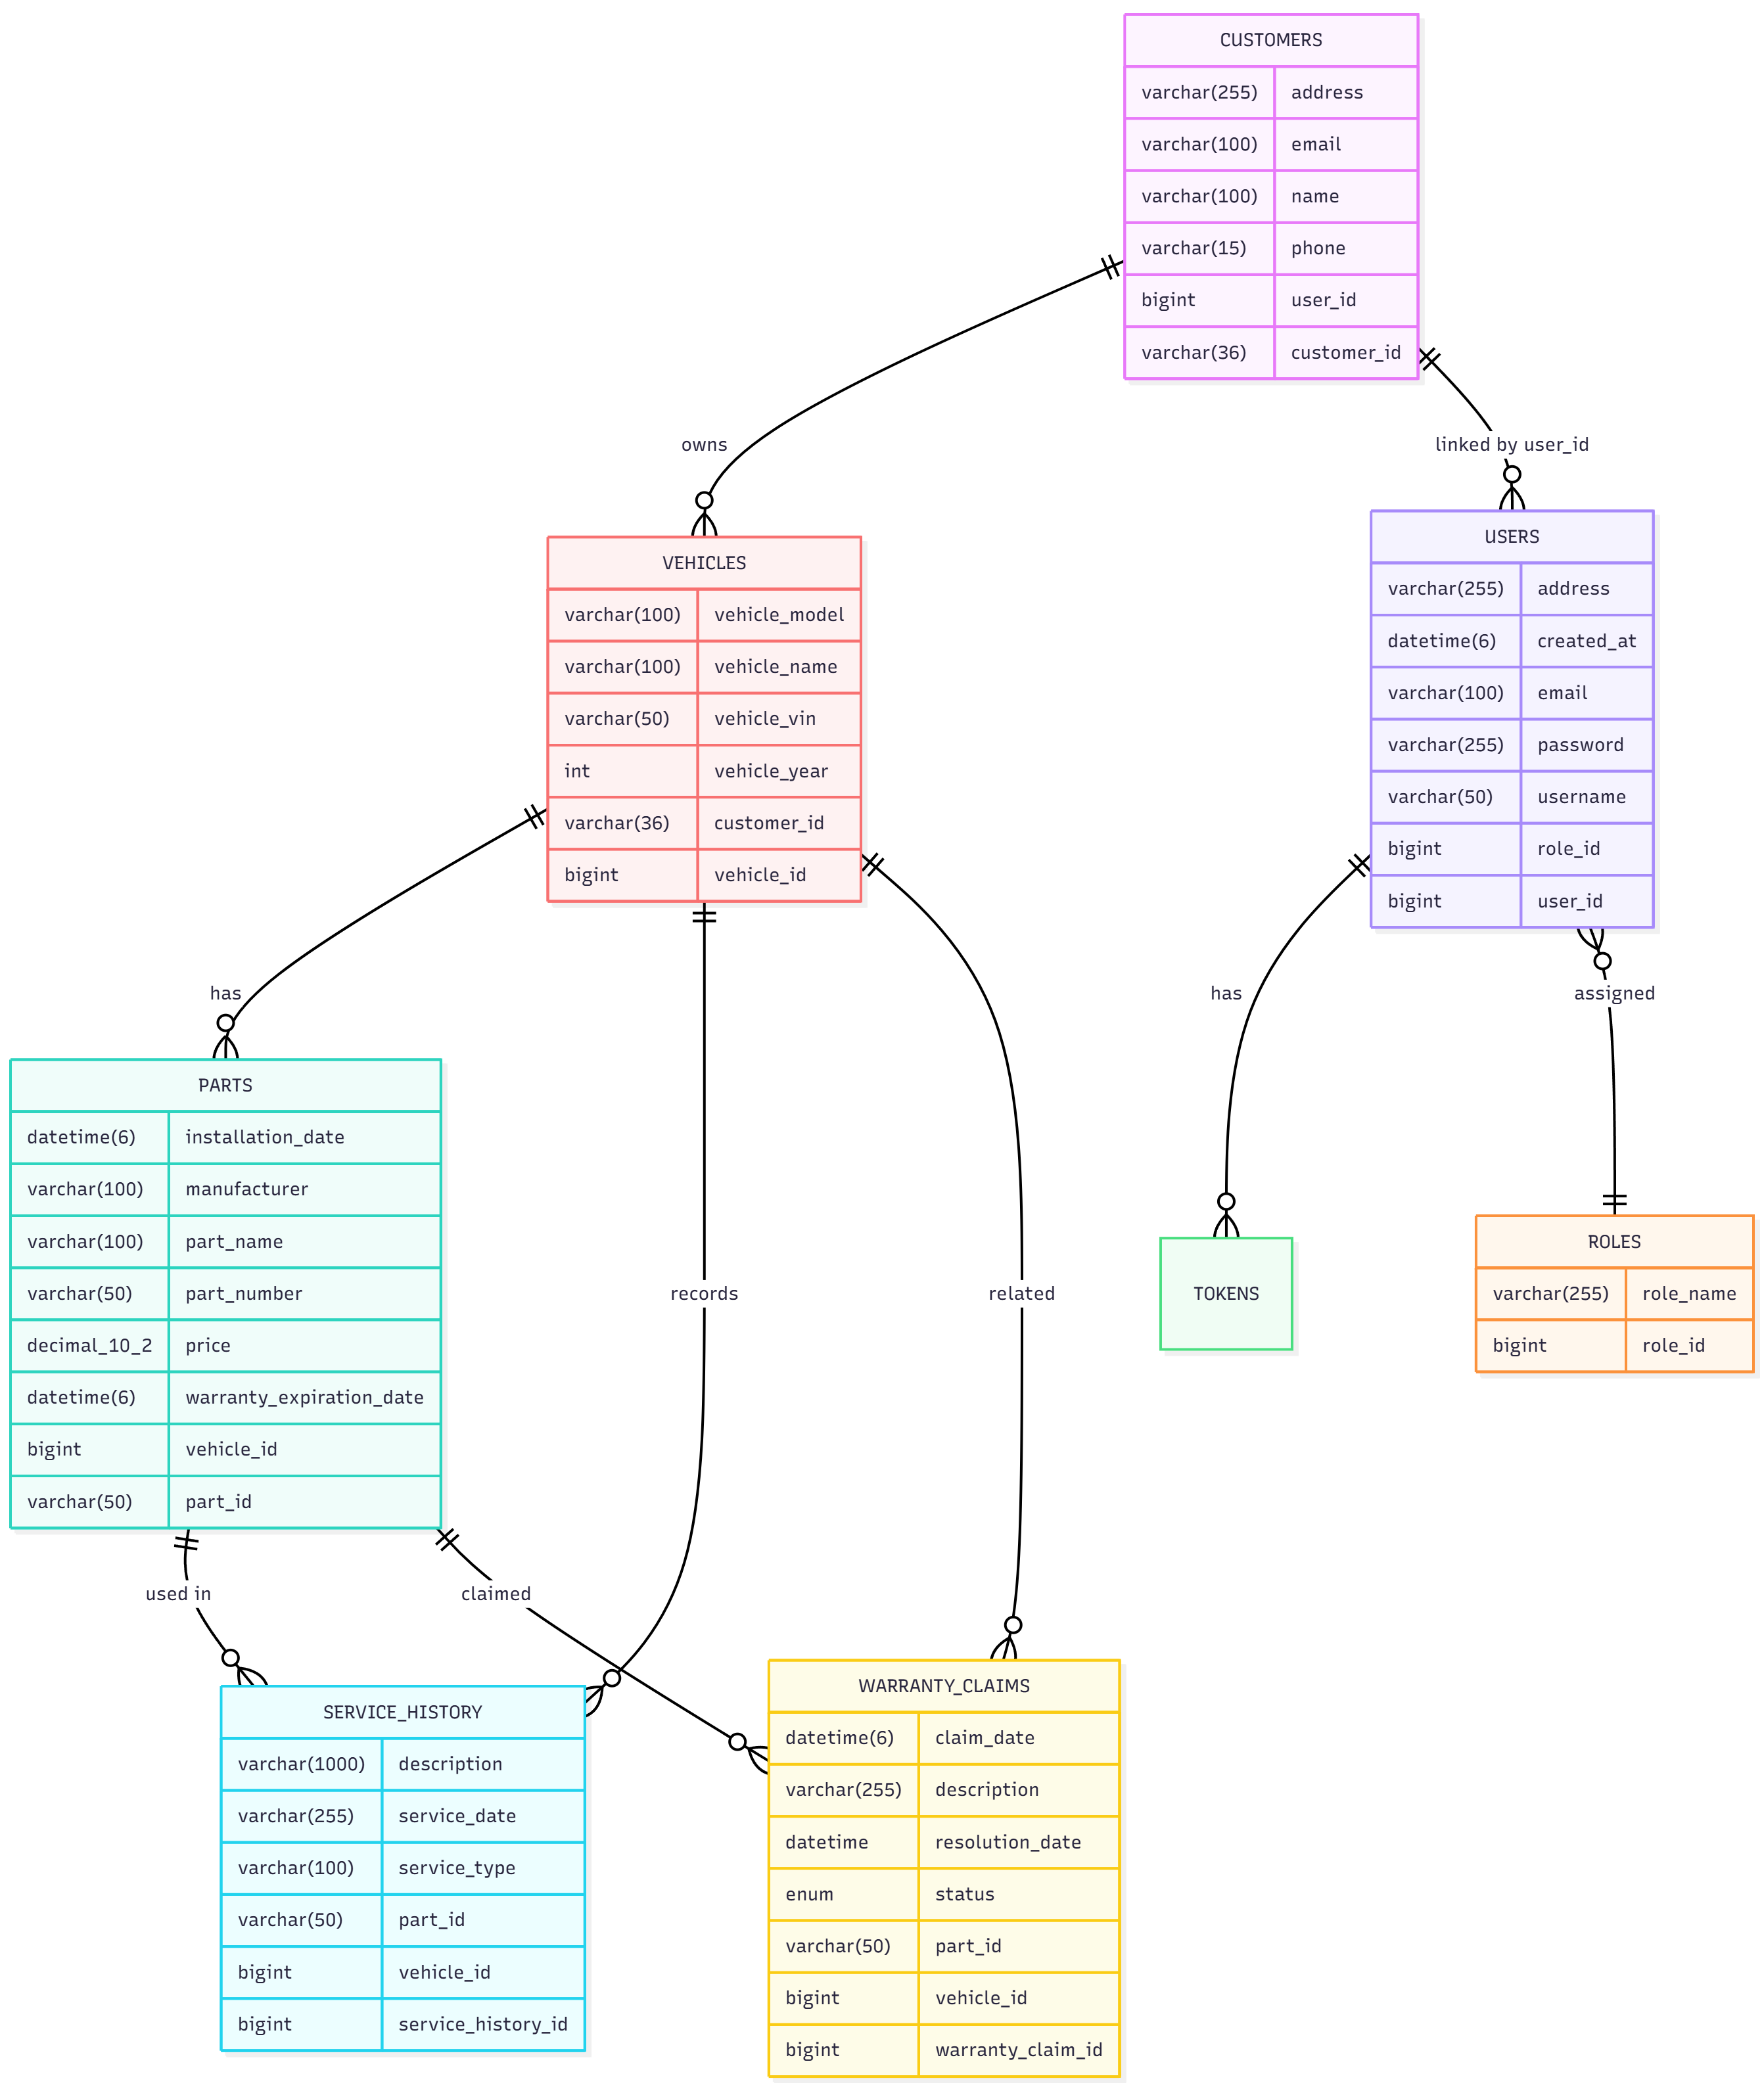 CUSTOMERS
varchar(255) address
varchar(100) email
varchar(100) name
varchar(15) phone
bigint user_id
varchar(36) customer_id
owns
linked by user_id
VEHICLES
varchar(100) vehicle_model
varchar(100) vehicle_name
varchar(50) vehicle_vin
int vehicle_year
varchar(36) customer_id
bigint vehicle_id
USERS
varchar(255) address
datetime(6) created_at
varchar(100) email
varchar(255) password
varchar(50) username
bigint role_id
bigint user_id
has
has
assigned
PARTS
datetime(6) installation_date
varchar(100) manufacturer
varchar(100) part_name
varchar(50) part_number
decimal_10_2 price
datetime(6) warranty_expiration_date
bigint vehicle_id
varchar(50) part_id
records
related
TOKENS
ROLES
varchar(255) role_name
bigint role_id
used in
claimed
SERVICE_HISTORY
varchar(1000) description
varchar(255) service_date
varchar(100) service_type
varchar(50) part_id
bigint vehicle_id
bigint service_history_id
WARRANTY_CLAIMS
datetime(6) claim_date
varchar(255) description
datetime resolution_date
enum status
varchar(50) part_id
bigint vehicle_id
bigint warranty_claim_id